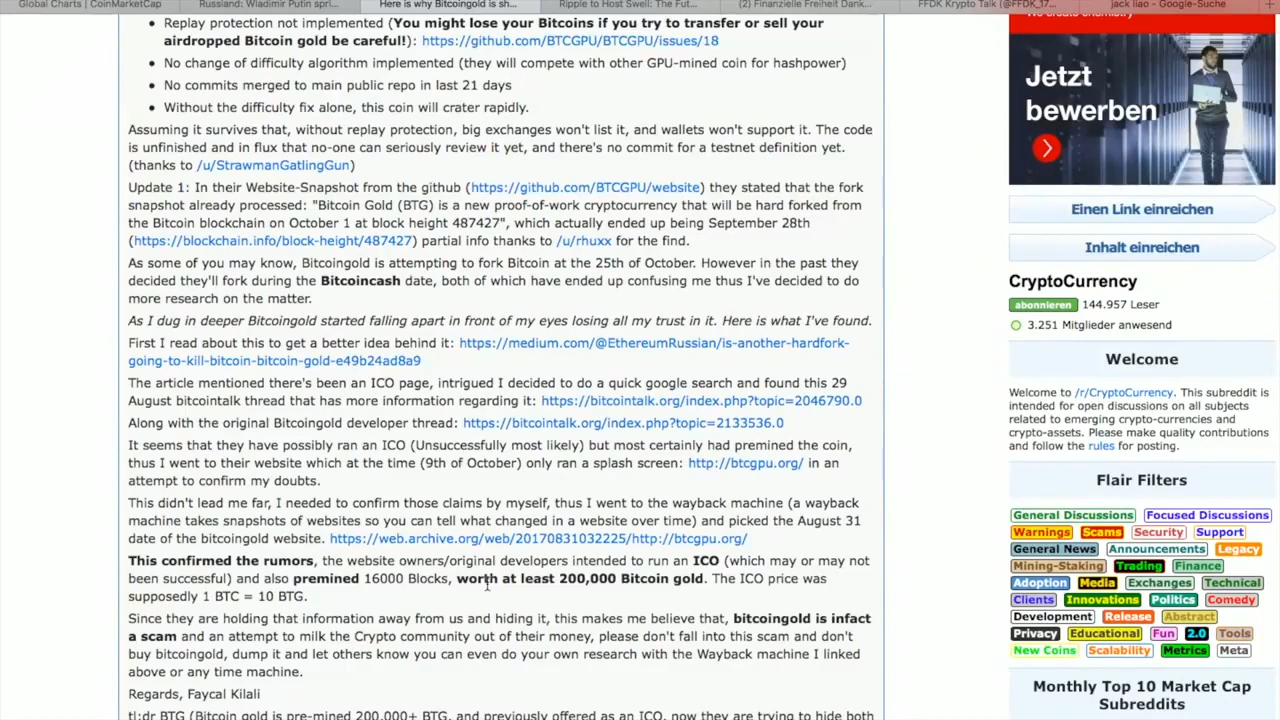 Global Charts | CoinMarketCap
Russland: Wladimir Putin spri...
Here is why Bitcoingold is sh...
Ripple to Host Swell: The Fut...
(2) Finanzielle Freiheit Dank...
FFDK Krypto Talk (@FFDK_17...
jack liao - Google-Suche
Replay protection not implemented (You might lose your Bitcoins if you try to transfer or sell your
airdropped Bitcoin gold be careful!): https://github.com/BTCGPU/BTCGPU/issues/18
No change of difficulty algorithm implemented (they will compete with other GPU-mined coin for hashpower)
No commits merged to main public repo in last 21 days
Without the difficulty fix alone, this coin will crater rapidly.
Assuming it survives that, without replay protection, big exchanges won't list it, and wallets won't support it. The code
is unfinished and in flux that no-one can seriously review it yet, and there's no commit for a testnet definition yet.
(thanks to /u/StrawmanGatlingGun)
Update 1: In their Website-Snapshot from the github (https://github.com/BTCGPU/website) they stated that the fork
snapshot already processed: "Bitcoin Gold (BTG) is a new proof-of-work cryptocurrency that will be hard forked from
the Bitcoin blockchain on October 1 at block height 487427", which actually ended up being September 28th
(https://blockchain.info/block-height/487427) partial info thanks to /u/rhuxx for the find.
As some of you may know, Bitcoingold is attempting to fork Bitcoin at the 25th of October. However in the past they
decided they'll fork during the Bitcoincash date, both of which have ended up confusing me thus I've decided to do
more research on the matter.
As I dug in deeper Bitcoingold started falling apart in front of my eyes losing all my trust in it. Here is what I've found.
First I read about this to get a better idea behind it: https://medium.com/@EthereumRussian/is-another-hardfork-
going-to-kill-bitcoin-bitcoin-gold-e49b24ad8a9
The article mentioned there's been an ICO page, intrigued I decided to do a quick google search and found this 29
August bitcointalk thread that has more information regarding it: https://bitcointalk.org/index.php?topic=2046790.0
Along with the original Bitcoingold developer thread: https://bitcointalk.org/index.php?topic=2133536.0
It seems that they have possibly ran an ICO (Unsuccessfully most likely) but most certainly had premined the coin,
thus I went to their website which at the time (9th of October) only ran a splash screen: http://btcgpu.org/ in an
attempt to confirm my doubts.
This didn't lead me far, I needed to confirm those claims by myself, thus I went to the wayback machine (a wayback
machine takes snapshots of websites so you can tell what changed in a website over time) and picked the August 31
date of the bitcoingold website. https://web.archive.org/web/20170831032225/http://btcgpu.org/
This confirmed the rumors, the website owners/original developers intended to run an ICO (which may or may not
been successful) and also premined 16000 Blocks, worth at least 200,000 Bitcoin gold. The ICO price was
supposedly 1 BTC = 10 BTG.
Since they are holding that information away from us and hiding it, this makes me believe that, bitcoingold is infact
a scam and an attempt to milk the Crypto community out of their money, please don't fall into this scam and don't
buy bitcoingold, dump it and let others know you can even do your own research with the Wayback machine I linked
above or any time machine.
Regards, Faycal Kilali
tl;dr BTG (Bitcoin gold is pre-mined 200,000+ BTG, and previously offered as an ICO, now they are trying to hide both
Jetzt
bewerben
Einen Link einreichen
Inhalt einreichen
CryptoCurrency
abonnieren 144.957 Leser
3.251 Mitglieder anwesend
Welcome
Welcome to /r/CryptoCurrency. This subreddit is
intended for open discussions on all subjects
related to emerging crypto-currencies and
crypto-assets. Please make quality contributions
and follow the rules for posting.
Flair Filters
General Discussions Focused Discussions
Warnings Scams Security Support
General News Announcements Legacy
Mining-Staking Trading Finance
Adoption Media Exchanges Technical
Clients Innovations Politics Comedy
Development Release Abstract
Privacy Educational Fun 2.0 Tools
New Coins Scalability Metrics Meta
Monthly Top 10 Market Cap
Subreddits